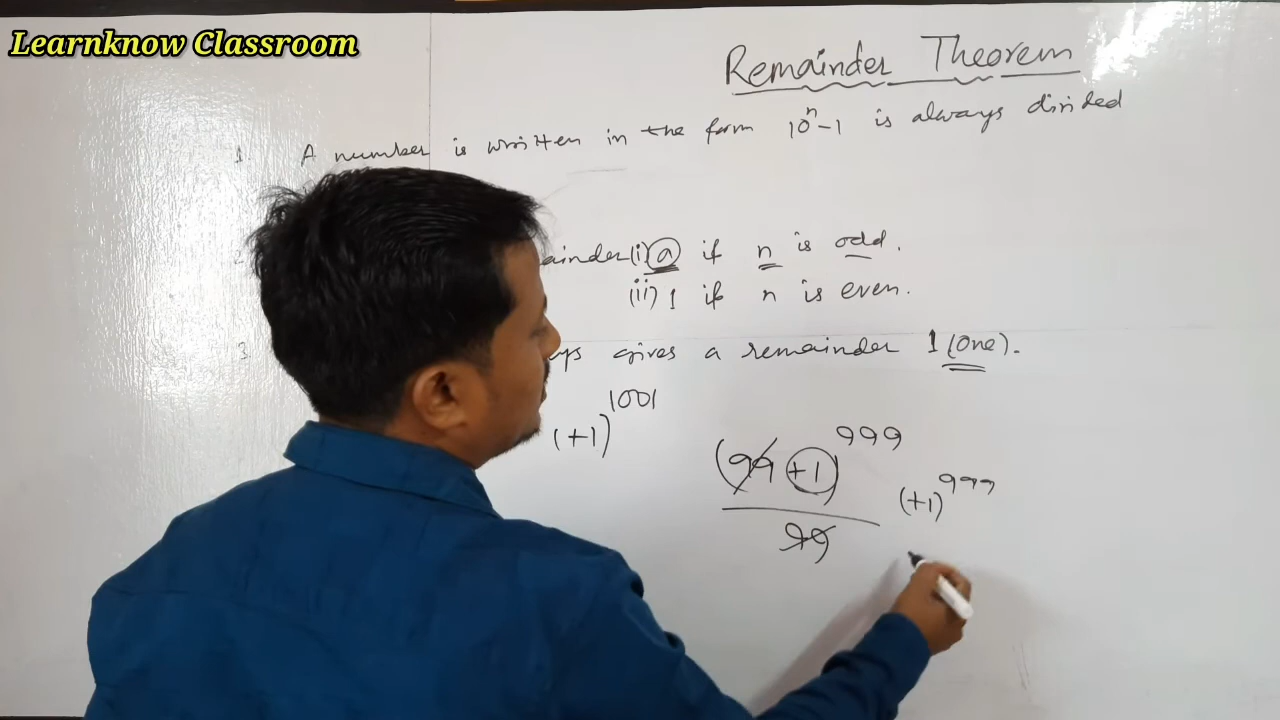 Learnknow Classroom
Remainder Theorem
1. A number is written in the form 10ⁿ-1 is always divided
2
ainder (i) a if n is odd.
(ii) 1 if n is even.
3 ays gives a remainder 1 (One).
(+1)¹⁰⁰¹
(99+1)⁹⁹⁹
99
(+1)⁹⁹⁹